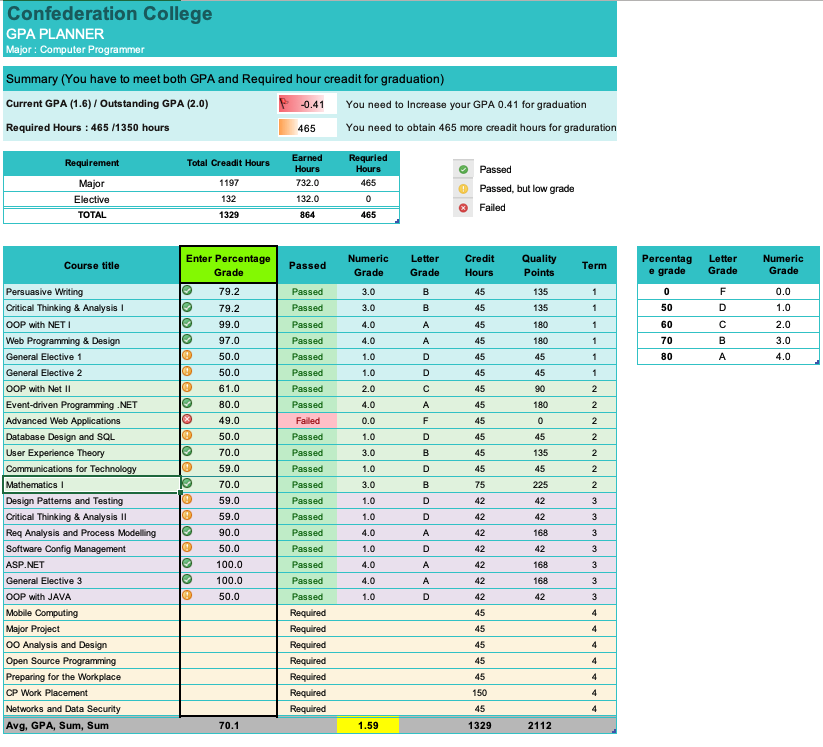 Confederation College
GPA PLANNER
Major : Computer Programmer
Summary (You have to meet both GPA and Required hour creadit for graduation)
Current GPA (1.6) / Outstanding GPA (2.0) -0.41 You need to Increase your GPA 0.41 for graduation
Required Hours : 465 /1350 hours 465 You need to obtain 465 more creadit hours for graduration
Requirement Total Creadit Hours Earned Hours Requried Hours
Major 1197 732.0 465
Elective 132 132.0 0
TOTAL 1329 864 465
Passed
Passed, but low grade
Failed
Course title Enter Percentage Grade Passed Numeric Grade Letter Grade Credit Hours Quality Points Term
Persuasive Writing 79.2 Passed 3.0 B 45 135 1
Critical Thinking & Analysis I 79.2 Passed 3.0 B 45 135 1
OOP with NET I 99.0 Passed 4.0 A 45 180 1
Web Programming & Design 97.0 Passed 4.0 A 45 180 1
General Elective 1 50.0 Passed 1.0 D 45 45 1
General Elective 2 50.0 Passed 1.0 D 45 45 1
OOP with Net II 61.0 Passed 2.0 C 45 90 2
Event-driven Programming .NET 80.0 Passed 4.0 A 45 180 2
Advanced Web Applications 49.0 Failed 0.0 F 45 0 2
Database Design and SQL 50.0 Passed 1.0 D 45 45 2
User Experience Theory 70.0 Passed 3.0 B 45 135 2
Communications for Technology 59.0 Passed 1.0 D 45 45 2
Mathematics I 70.0 Passed 3.0 B 75 225 2
Design Patterns and Testing 59.0 Passed 1.0 D 42 42 3
Critical Thinking & Analysis II 59.0 Passed 1.0 D 42 42 3
Req Analysis and Process Modelling 90.0 Passed 4.0 A 42 168 3
Software Config Management 50.0 Passed 1.0 D 42 42 3
ASP.NET 100.0 Passed 4.0 A 42 168 3
General Elective 3 100.0 Passed 4.0 A 42 168 3
OOP with JAVA 50.0 Passed 1.0 D 42 42 3
Mobile Computing Required 45 4
Major Project Required 45 4
OO Analysis and Design Required 45 4
Open Source Programming Required 45 4
Preparing for the Workplace Required 45 4
CP Work Placement Required 150 4
Networks and Data Security Required 45 4
Avg, GPA, Sum, Sum 70.1 1.59 1329 2112
Percentag e grade Letter Grade Numeric Grade
0 F 0.0
50 D 1.0
60 C 2.0
70 B 3.0
80 A 4.0